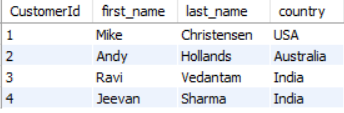 CustomerId first_name last_name country
1 Mike Christensen USA
2 Andy Hollands Australia
3 Ravi Vedantam India
4 Jeevan Sharma India